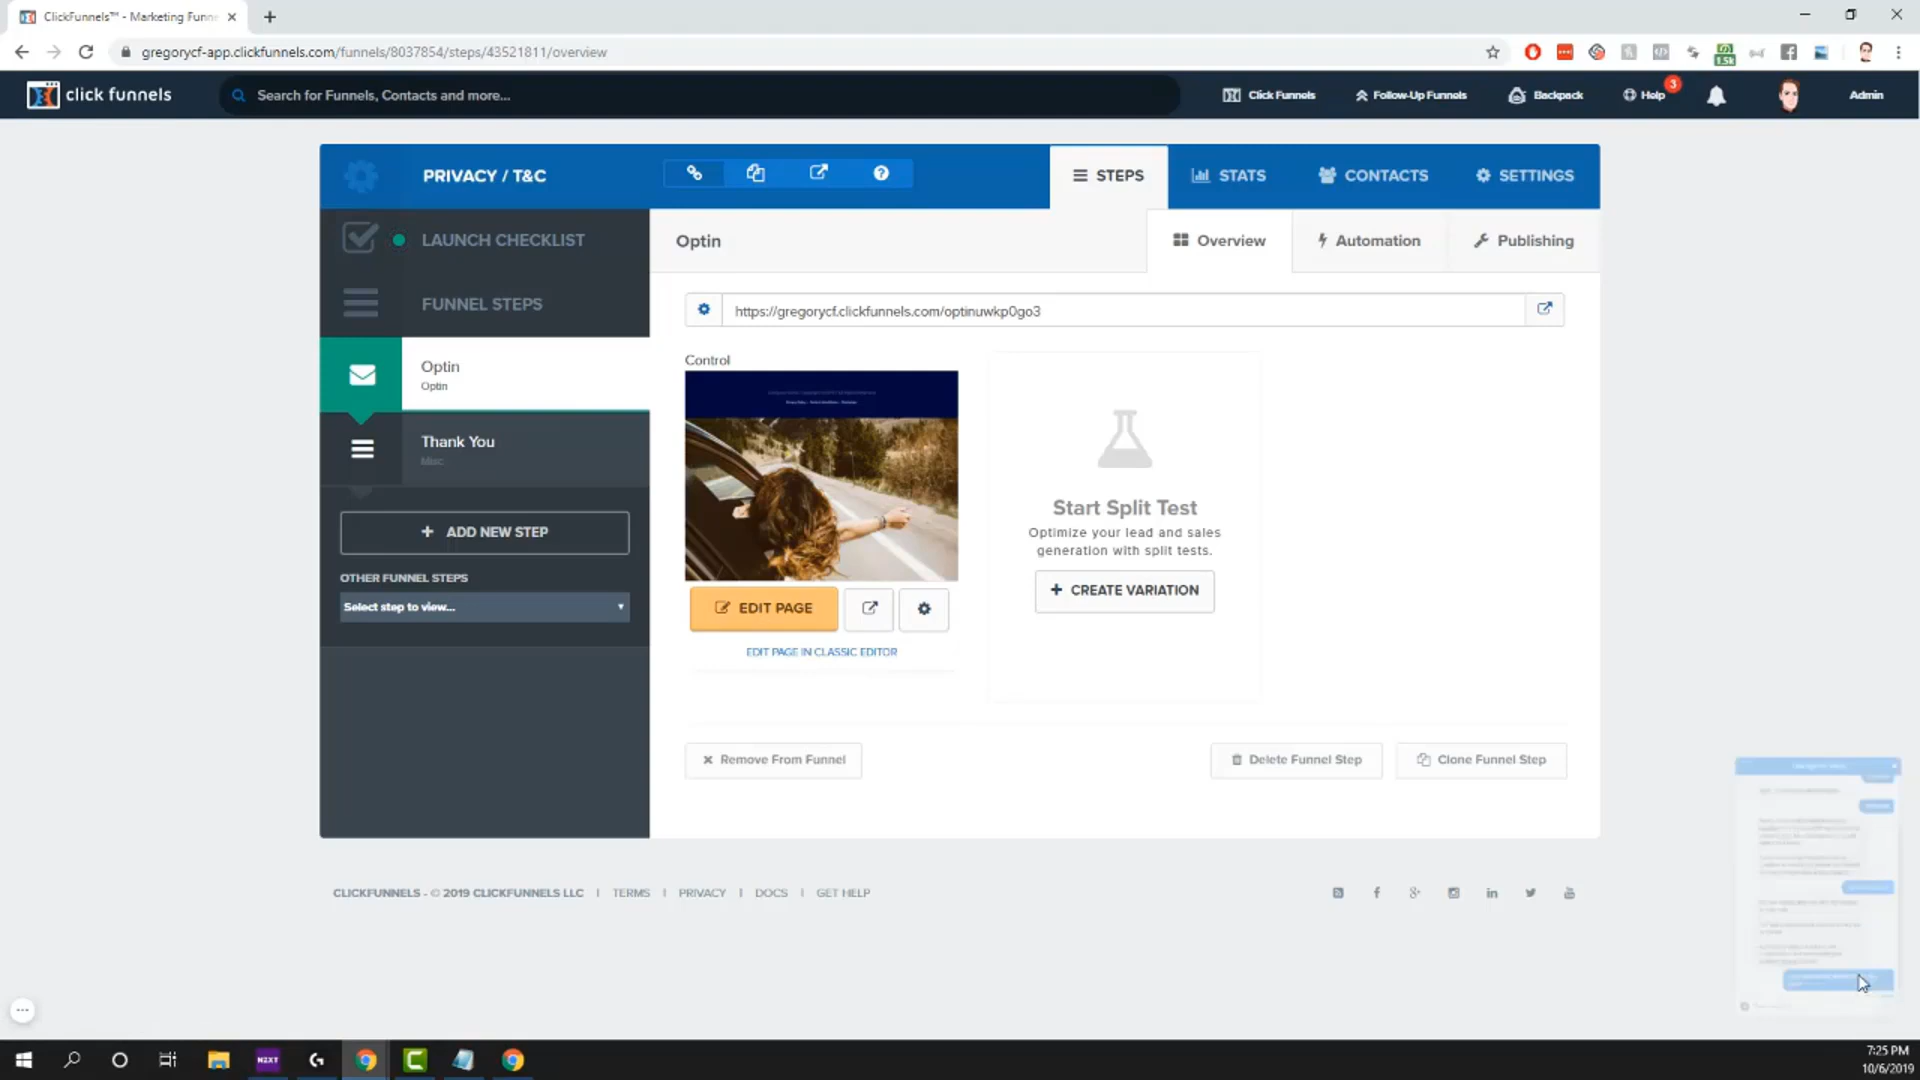 ClickFunnels™ - Marketing Funne
gregorycf-app.clickfunnels.com/funnels/8037854/steps/43521811/overview
1.5k
click funnels
Search for Funnels, Contacts and more...
Click Funnels
Follow-Up Funnels
Backpack
Help
3
Admin
PRIVACY / T&C
STEPS
STATS
CONTACTS
SETTINGS
LAUNCH CHECKLIST
Optin
Overview
Automation
Publishing
FUNNEL STEPS
https://gregorycf.clickfunnels.com/optinuwkp0go3
Optin
Optin
Control
Thank You
Misc
Start Split Test
Optimize your lead and sales
generation with split tests.
+ ADD NEW STEP
OTHER FUNNEL STEPS
Select step to view...
+ CREATE VARIATION
EDIT PAGE
EDIT PAGE IN CLASSIC EDITOR
Remove From Funnel
Delete Funnel Step
Clone Funnel Step
CLICKFUNNELS - © 2019 CLICKFUNNELS LLC | TERMS | PRIVACY | DOCS | GET HELP
NEXT
7:25 PM
10/6/2019